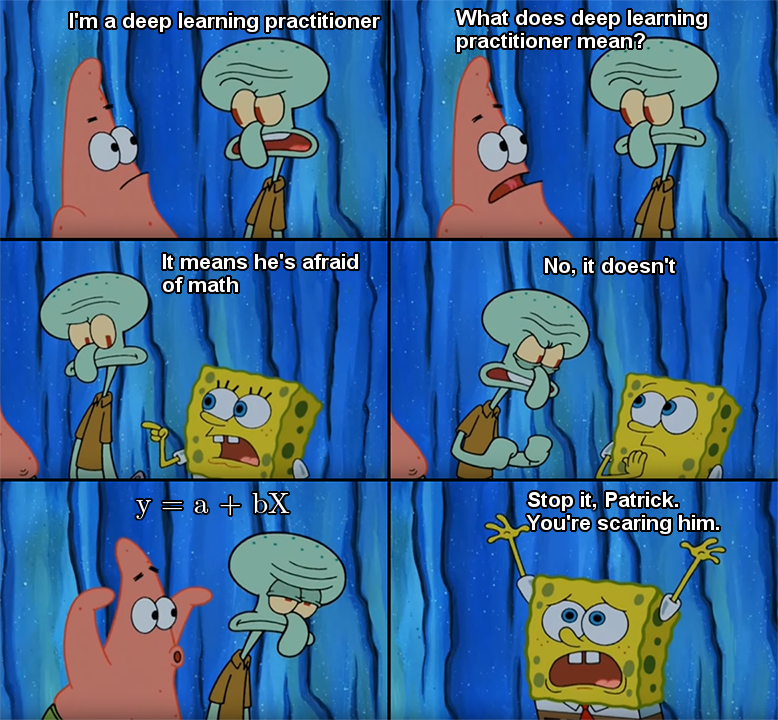 I'm a deep learning practitioner
What does deep learning
practitioner mean?
It means he's afraid
of math
No, it doesn't
y = a + bX
Stop it, Patrick.
You're scaring him.